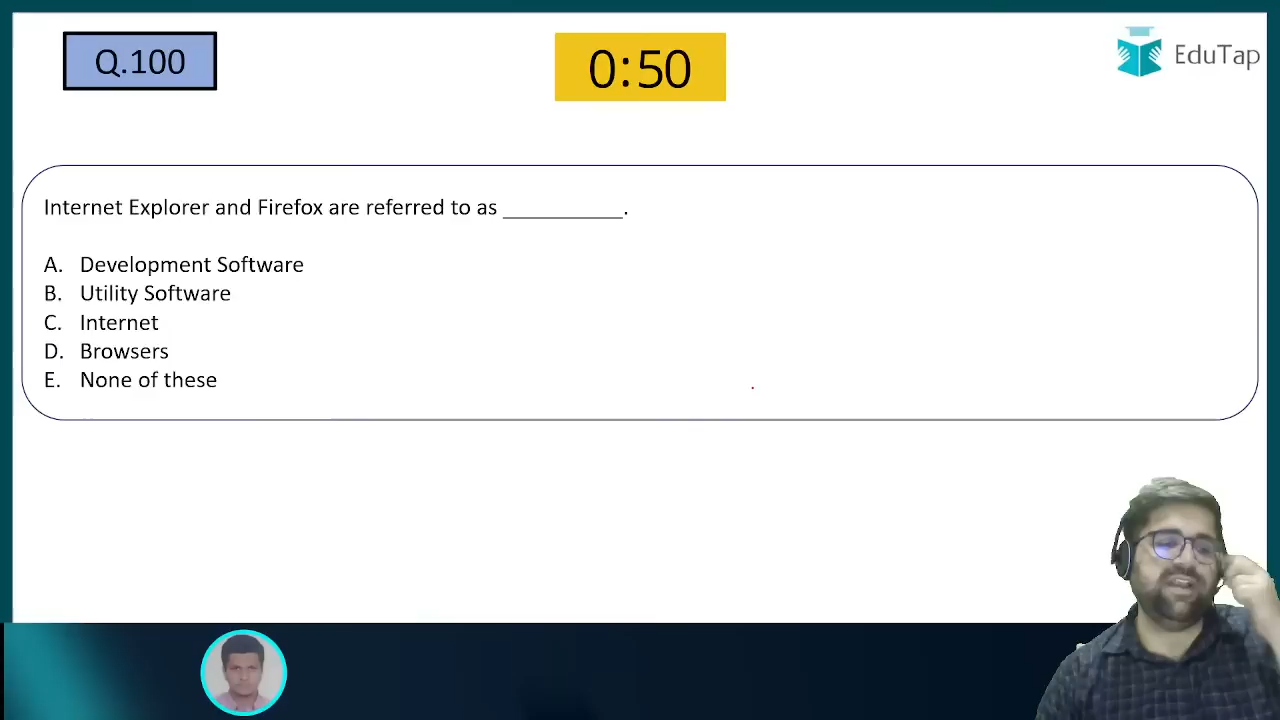 Q.100
0:50
EduTap
Internet Explorer and Firefox are referred to as __________.
A. Development Software
B. Utility Software
C. Internet
D. Browsers
E. None of these